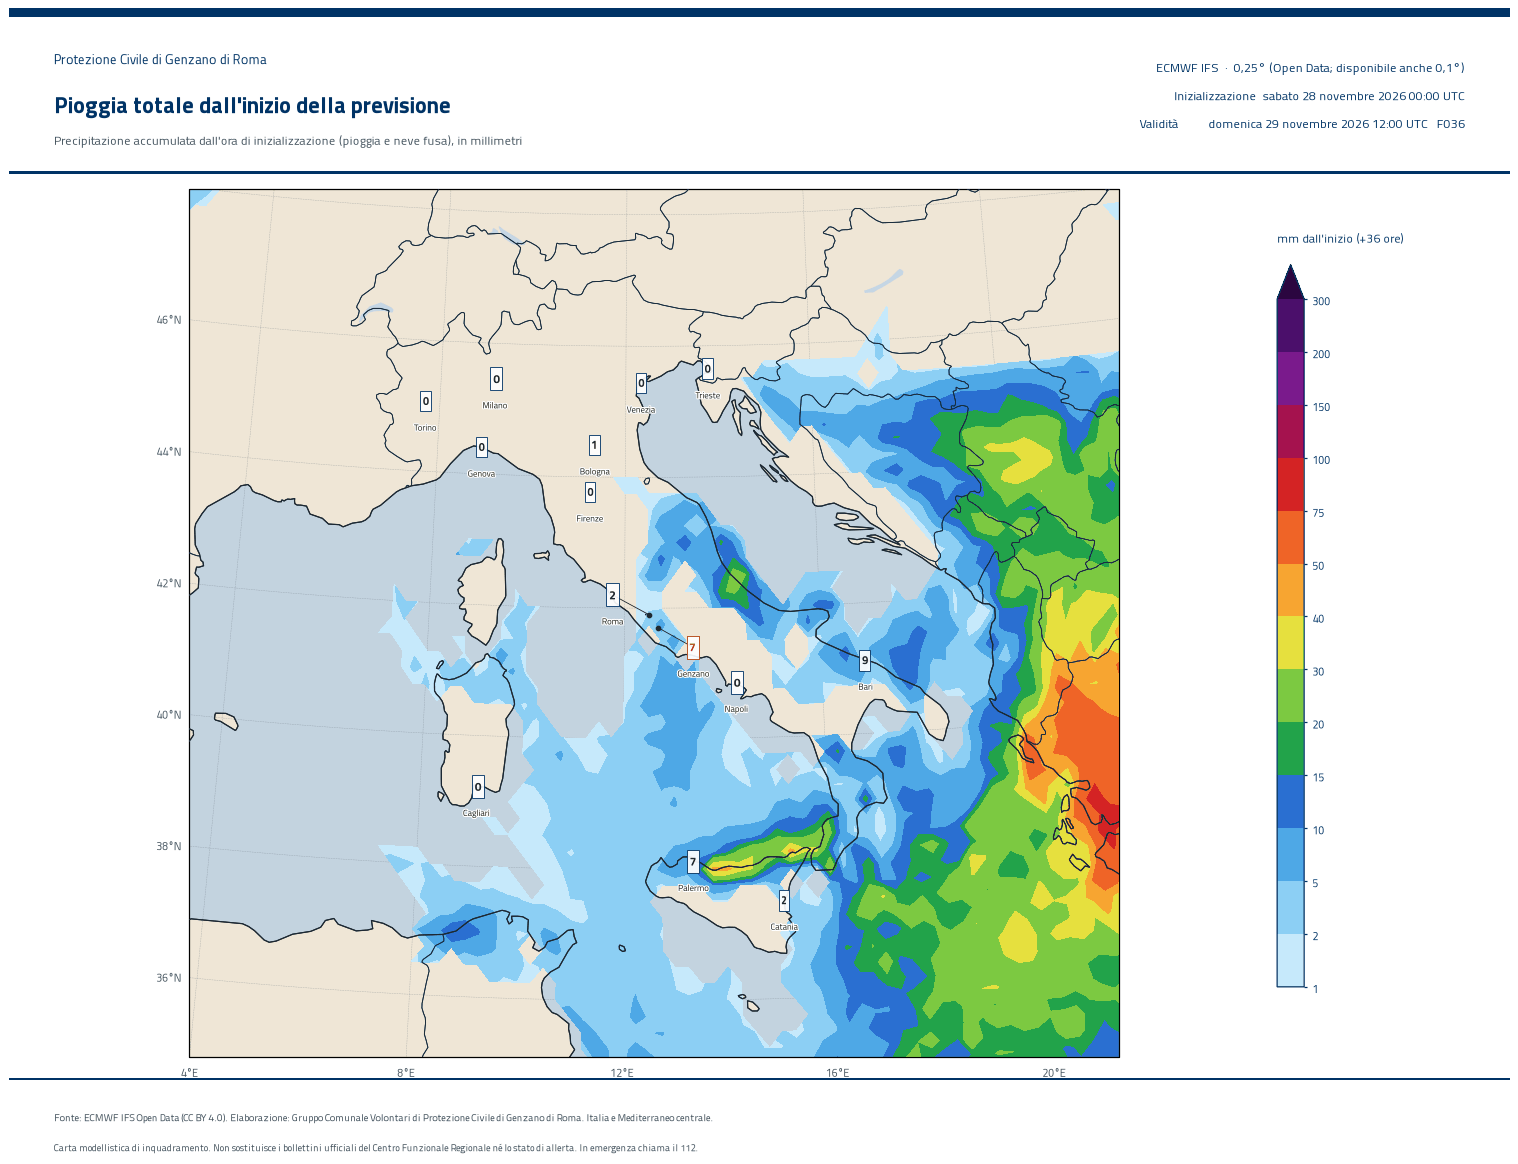 Protezione Civile di Genzano di Roma
Pioggia totale dall'inizio della previsione
Precipitazione accumulata dall'ora di inizializzazione (pioggia e neve fusa), in millimetri
ECMWF IFS · 0,25° (Open Data; disponibile anche 0,1°)
Inizializzazione sabato 28 novembre 2026 00:00 UTC
Validità domenica 29 novembre 2026 12:00 UTC F036
mm dall'inizio (+36 ore)
300
200
150
100
75
50
40
30
20
15
10
5
2
1
46°N
44°N
42°N
40°N
38°N
36°N
4°E
8°E
12°E
16°E
20°E
0
Torino
0
Milano
0
Venezia
0
Trieste
0
Genova
1
Bologna
0
Firenze
2
Roma
7
Genzano
0
Napoli
9
Bari
0
Cagliari
7
Palermo
2
Catania
Fonte: ECMWF IFS Open Data (CC BY 4.0). Elaborazione: Gruppo Comunale Volontari di Protezione Civile di Genzano di Roma. Italia e Mediterraneo centrale.
Carta modellistica di inquadramento. Non sostituisce i bollettini ufficiali del Centro Funzionale Regionale né lo stato di allerta. In emergenza chiama il 112.